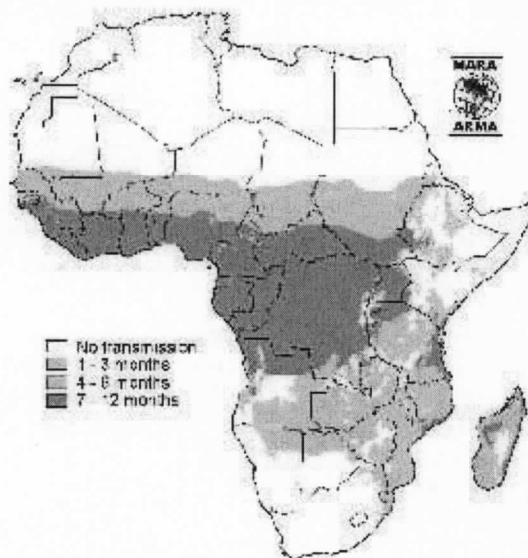 MARA
ARMA
No transmission
1 - 3 months
4 - 6 months
7 - 12 months